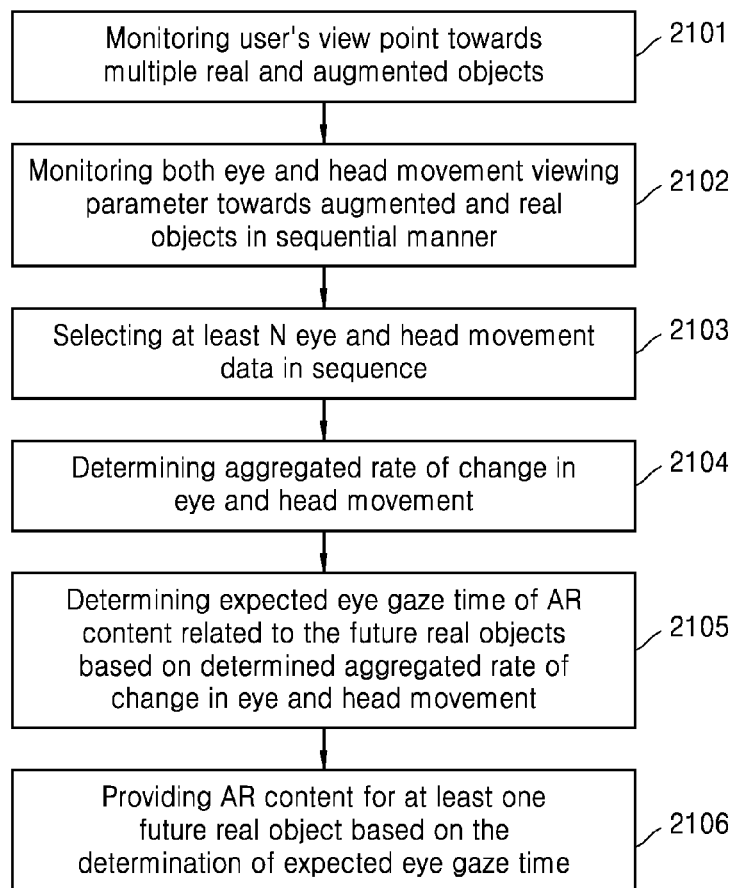 Monitoring user's view point towards
multiple real and augmented objects
2101
Monitoring both eye and head movement viewing
parameter towards augmented and real
objects in sequential manner
2102
Selecting at least N eye and head movement
data in sequence
2103
Determining aggregated rate of change in
eye and head movement
2104
Determining expected eye gaze time of AR
content related to the future real objects
based on determined aggregated rate of
change in eye and head movement
2105
Providing AR content for at least one
future real object based on the
determination of expected eye gaze time
2106